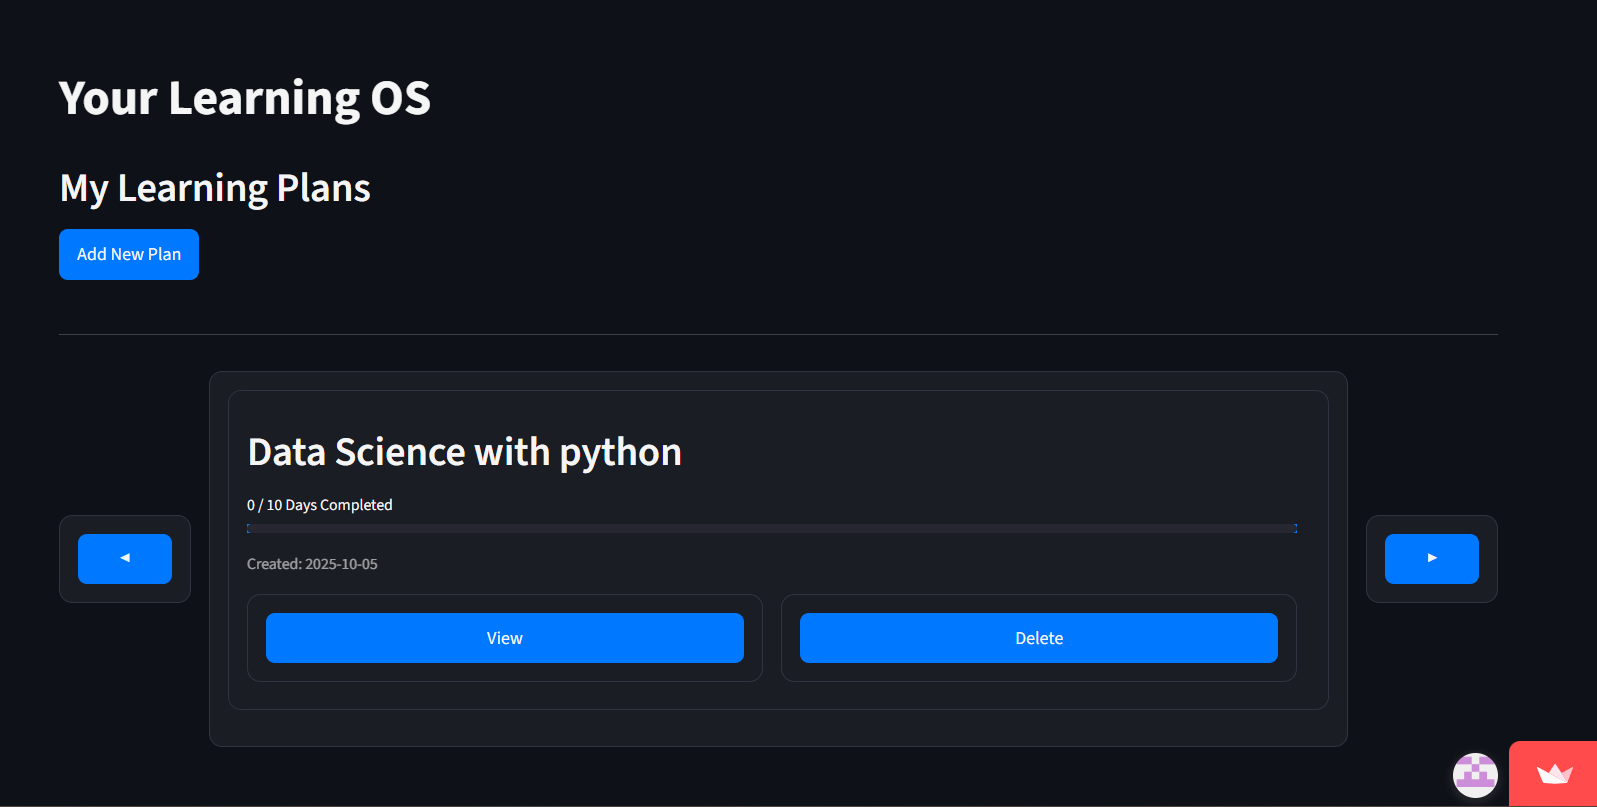 Your Learning OS
My Learning Plans
Add New Plan
Data Science with python
0 / 10 Days Completed
Created: 2025-10-05
◄
►
View
Delete